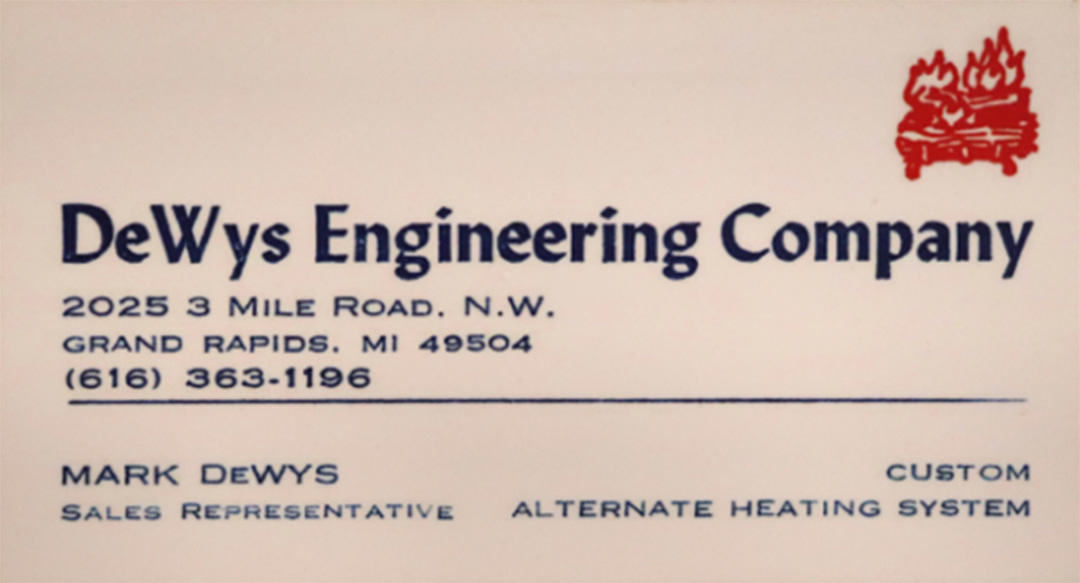 DeWys Engineering Company
2025 3 MILE ROAD. N.W.
GRAND RAPIDS. MI 49504
(616) 363-1196
MARK DEWYS
SALES REPRESENTATIVE
CUSTOM
ALTERNATE HEATING SYSTEM